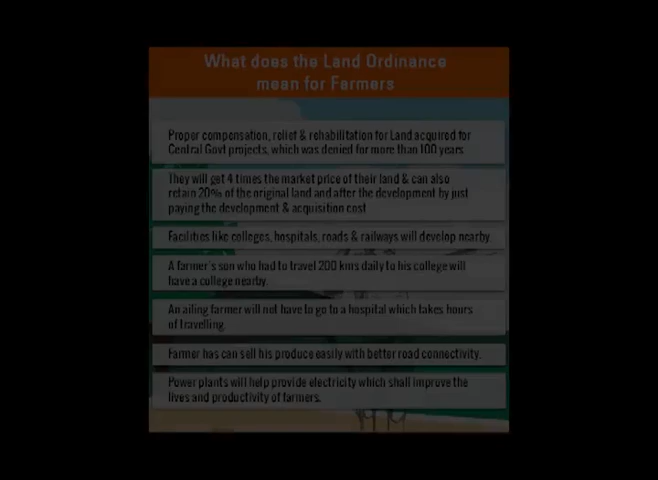 What does the Land Ordinance
mean for Farmers
Proper compensation, relief & rehabilitation for Land acquired for
Central Govt projects, which was denied for more than 100 years
They will get 4 times the market price of their land & can also
retain 20% of the original land and after the development by just
paying the development & acquisition cost
Facilities like colleges, hospitals, roads & railways will develop nearby
A farmer's son who had to travel 200 kms daily to his college will
have a college nearby.
An ailing farmer will not have to go to a hospital which takes hours
of travelling.
Farmer has can sell his produce easily with better road connectivity.
Power plants will help provide electricity which shall improve the
lives and productivity of farmers.